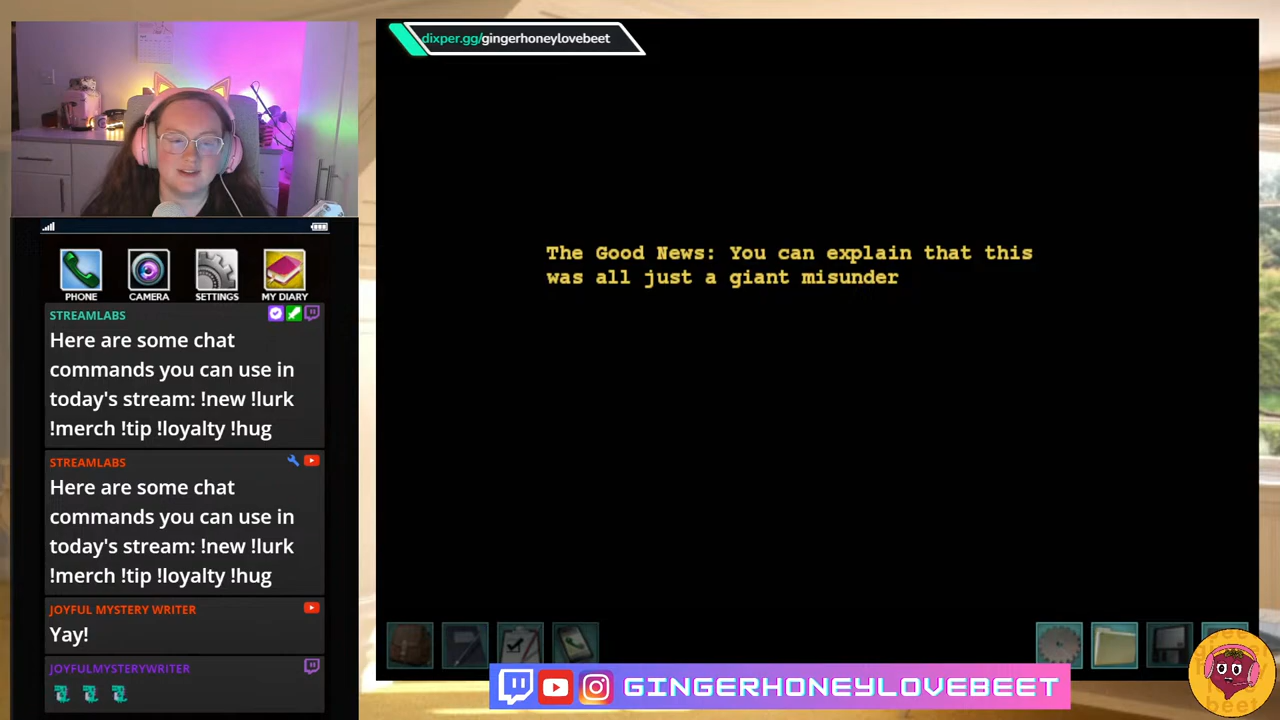 dixper.gg/gingerhoneylovebeet
The Good News: You can explain that this
was all just a giant misunder
PHONE
CAMERA
SETTINGS
MY DIARY
STREAMLABS
Here are some chat
commands you can use in
today's stream: !new !lurk
!merch !tip !loyalty !hug
STREAMLABS
Here are some chat
commands you can use in
today's stream: !new !lurk
!merch !tip !loyalty !hug
JOYFUL MYSTERY WRITER
Yay!
JOYFULMYSTERYWRITER
GINGERHONEYLOVEBEET